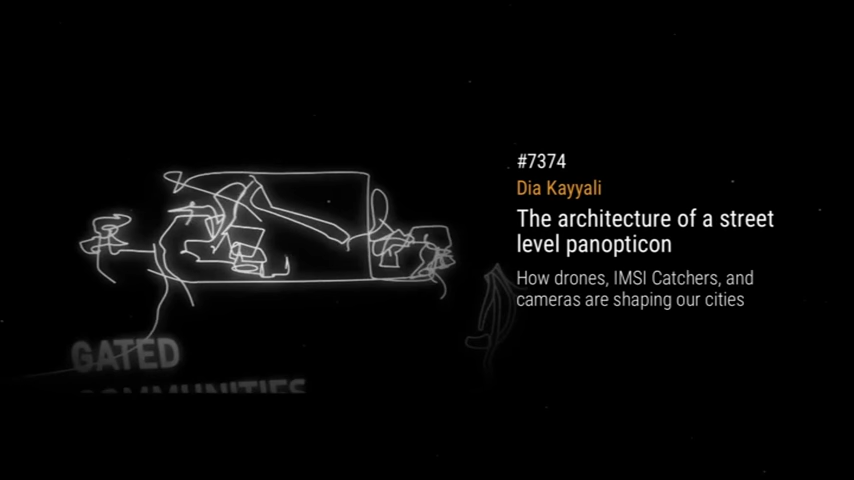 #7374
Dia Kayyali
The architecture of a street
level panopticon
How drones, IMSI Catchers, and
cameras are shaping our cities
GATED
COMMUNITIES